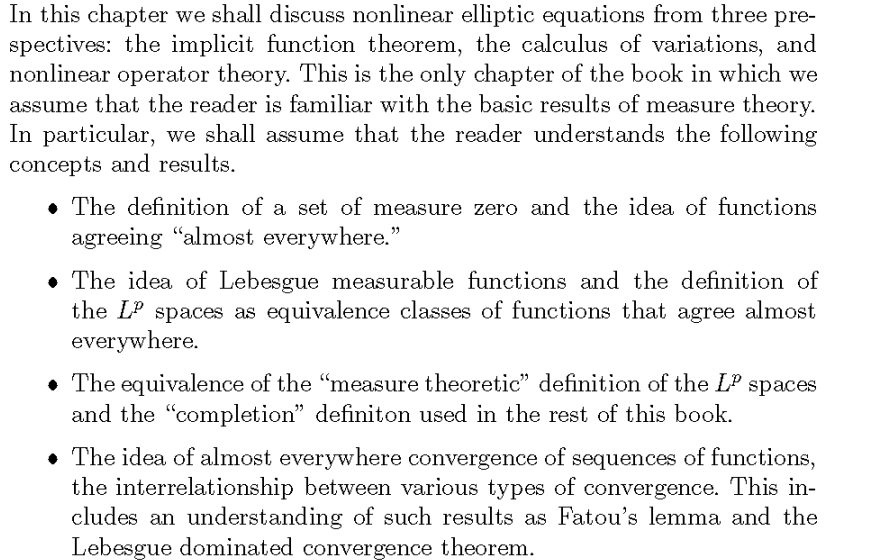 In this chapter we shall discuss nonlinear elliptic equations from three pre-
spectives: the implicit function theorem, the calculus of variations, and
nonlinear operator theory. This is the only chapter of the book in which we
assume that the reader is familiar with the basic results of measure theory.
In particular, we shall assume that the reader understands the following
concepts and results.
• The definition of a set of measure zero and the idea of functions
agreeing “almost everywhere.”
• The idea of Lebesgue measurable functions and the definition of
the Lᵖ spaces as equivalence classes of functions that agree almost
everywhere.
• The equivalence of the “measure theoretic” definition of the Lᵖ spaces
and the “completion” definiton used in the rest of this book.
• The idea of almost everywhere convergence of sequences of functions,
the interrelationship between various types of convergence. This in-
cludes an understanding of such results as Fatou’s lemma and the
Lebesgue dominated convergence theorem.